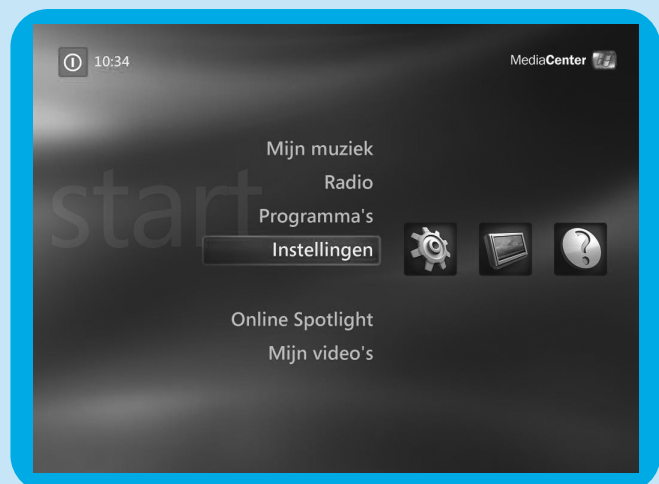 10:34
MediaCenter
start
Mijn muziek
Radio
Programma's
Instellingen
Online Spotlight
Mijn video's